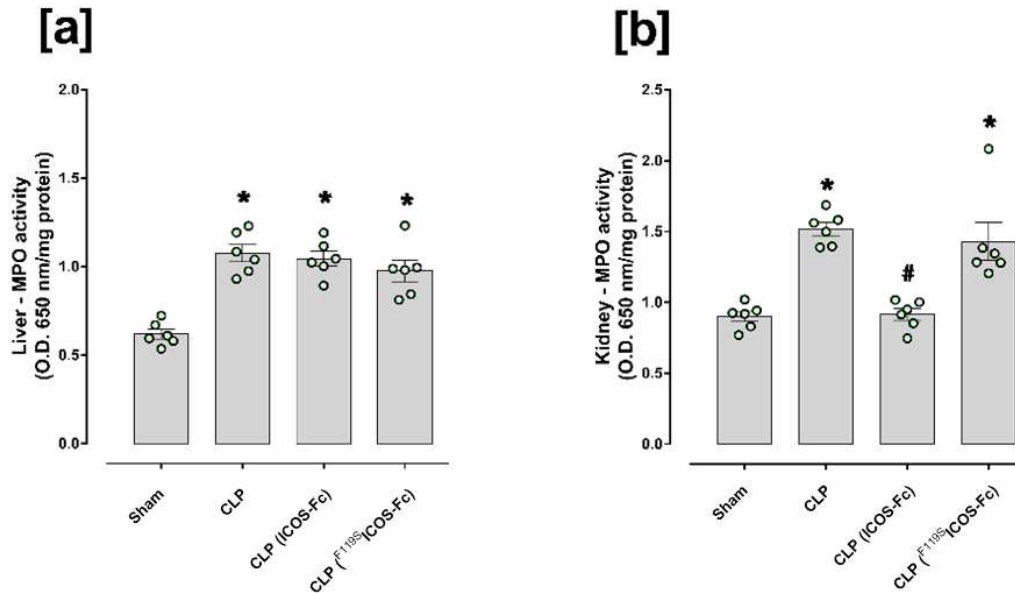 [a]
Liver - MPO activity
(O.D. 650 nm/mg protein)
2.0
1.5
1.0
0.5
0.0
*
*
*
Sham
CLP
CLP (ICOS-Fc)
CLP (F119SICOS-Fc)
[b]
Kidney - MPO activity
(O.D. 650 nm/mg protein)
2.5
2.0
1.5
1.0
0.5
0.0
*
#
*
Sham
CLP
CLP (ICOS-Fc)
CLP (F119SICOS-Fc)